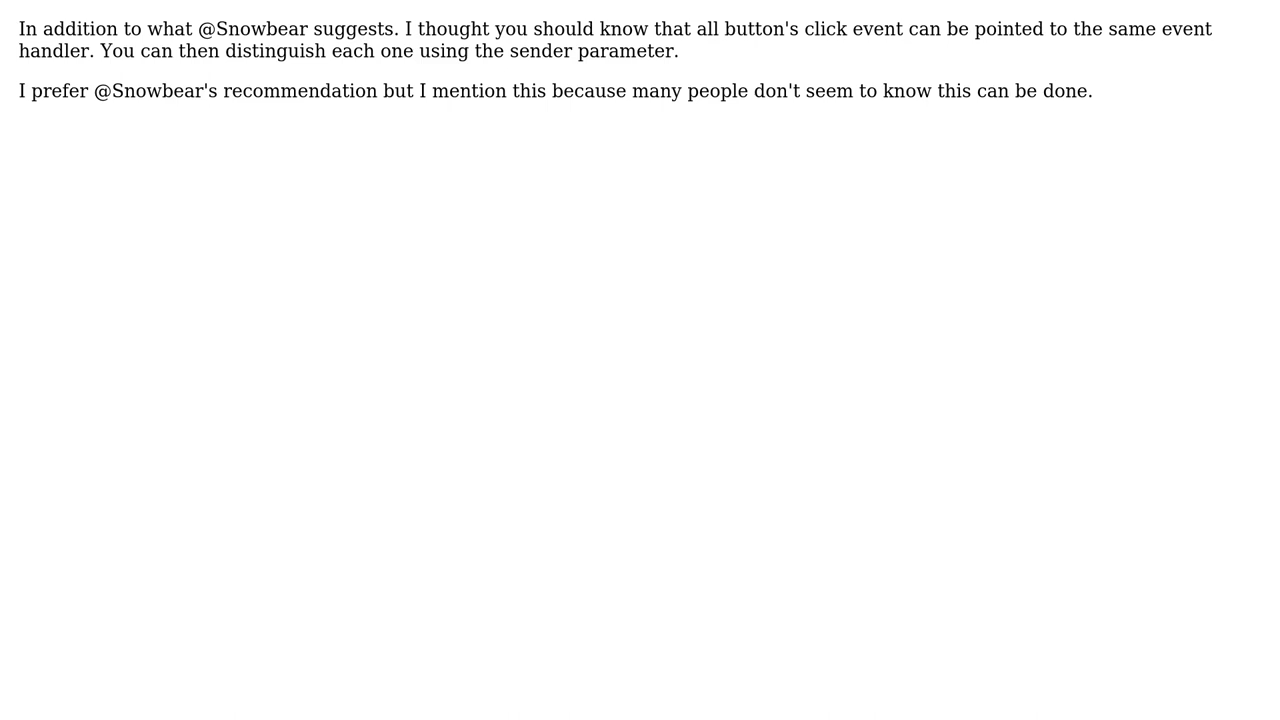 In addition to what @Snowbear suggests. I thought you should know that all button's click event can be pointed to the same event
handler. You can then distinguish each one using the sender parameter.
I prefer @Snowbear's recommendation but I mention this because many people don't seem to know this can be done.